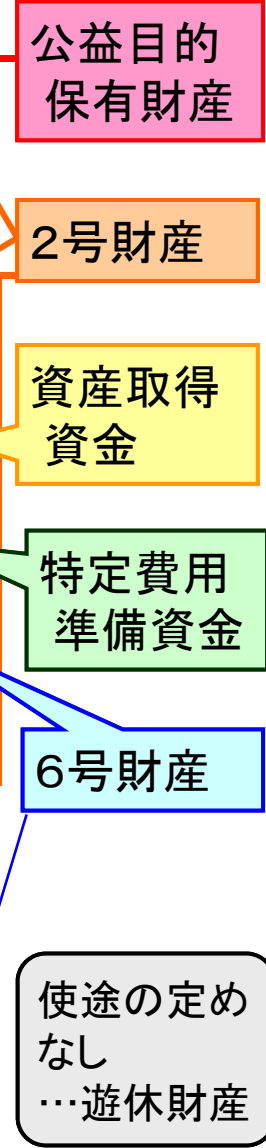 公益目的
保有財産
２号財産
資産取得
資金
特定費用
準備資金
６号財産
使途の定め
なし
…遊休財産